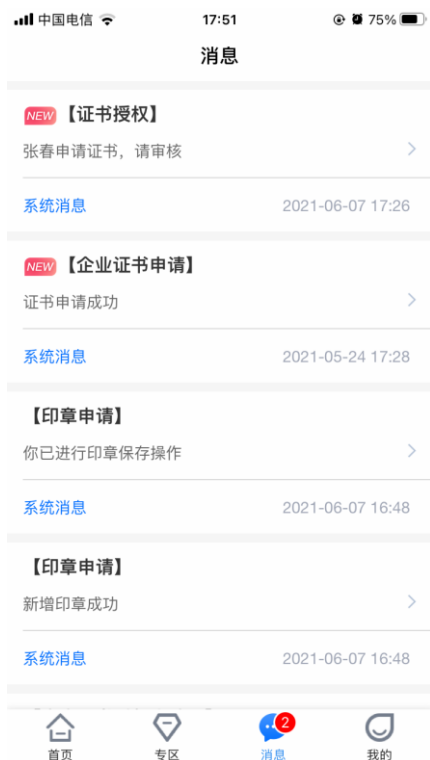 中国电信 17:51 75%
消息
NEW 【证书授权】
张春申请证书，请审核
系统消息 2021-06-07 17:26
NEW 【企业证书申请】
证书申请成功
系统消息 2021-05-24 17:28
【印章申请】
你已进行印章保存操作
系统消息 2021-06-07 16:48
【印章申请】
新增印章成功
系统消息 2021-06-07 16:48
2
首页 专区 消息 我的